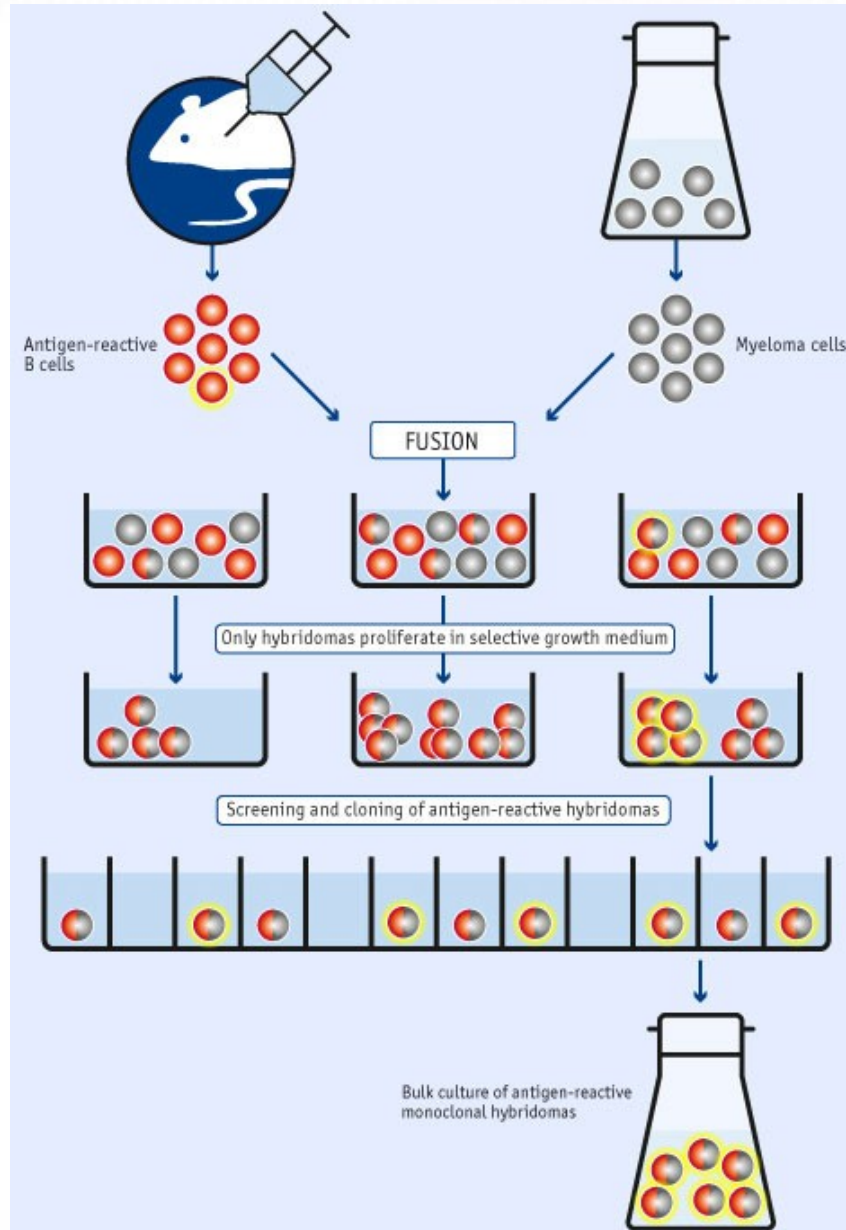 Antigen-reactive
B cells
Myeloma cells
FUSION
Only hybridomas proliferate in selective growth medium
Screening and cloning of antigen-reactive hybridomas
Bulk culture of antigen-reactive
monoclonal hybridomas